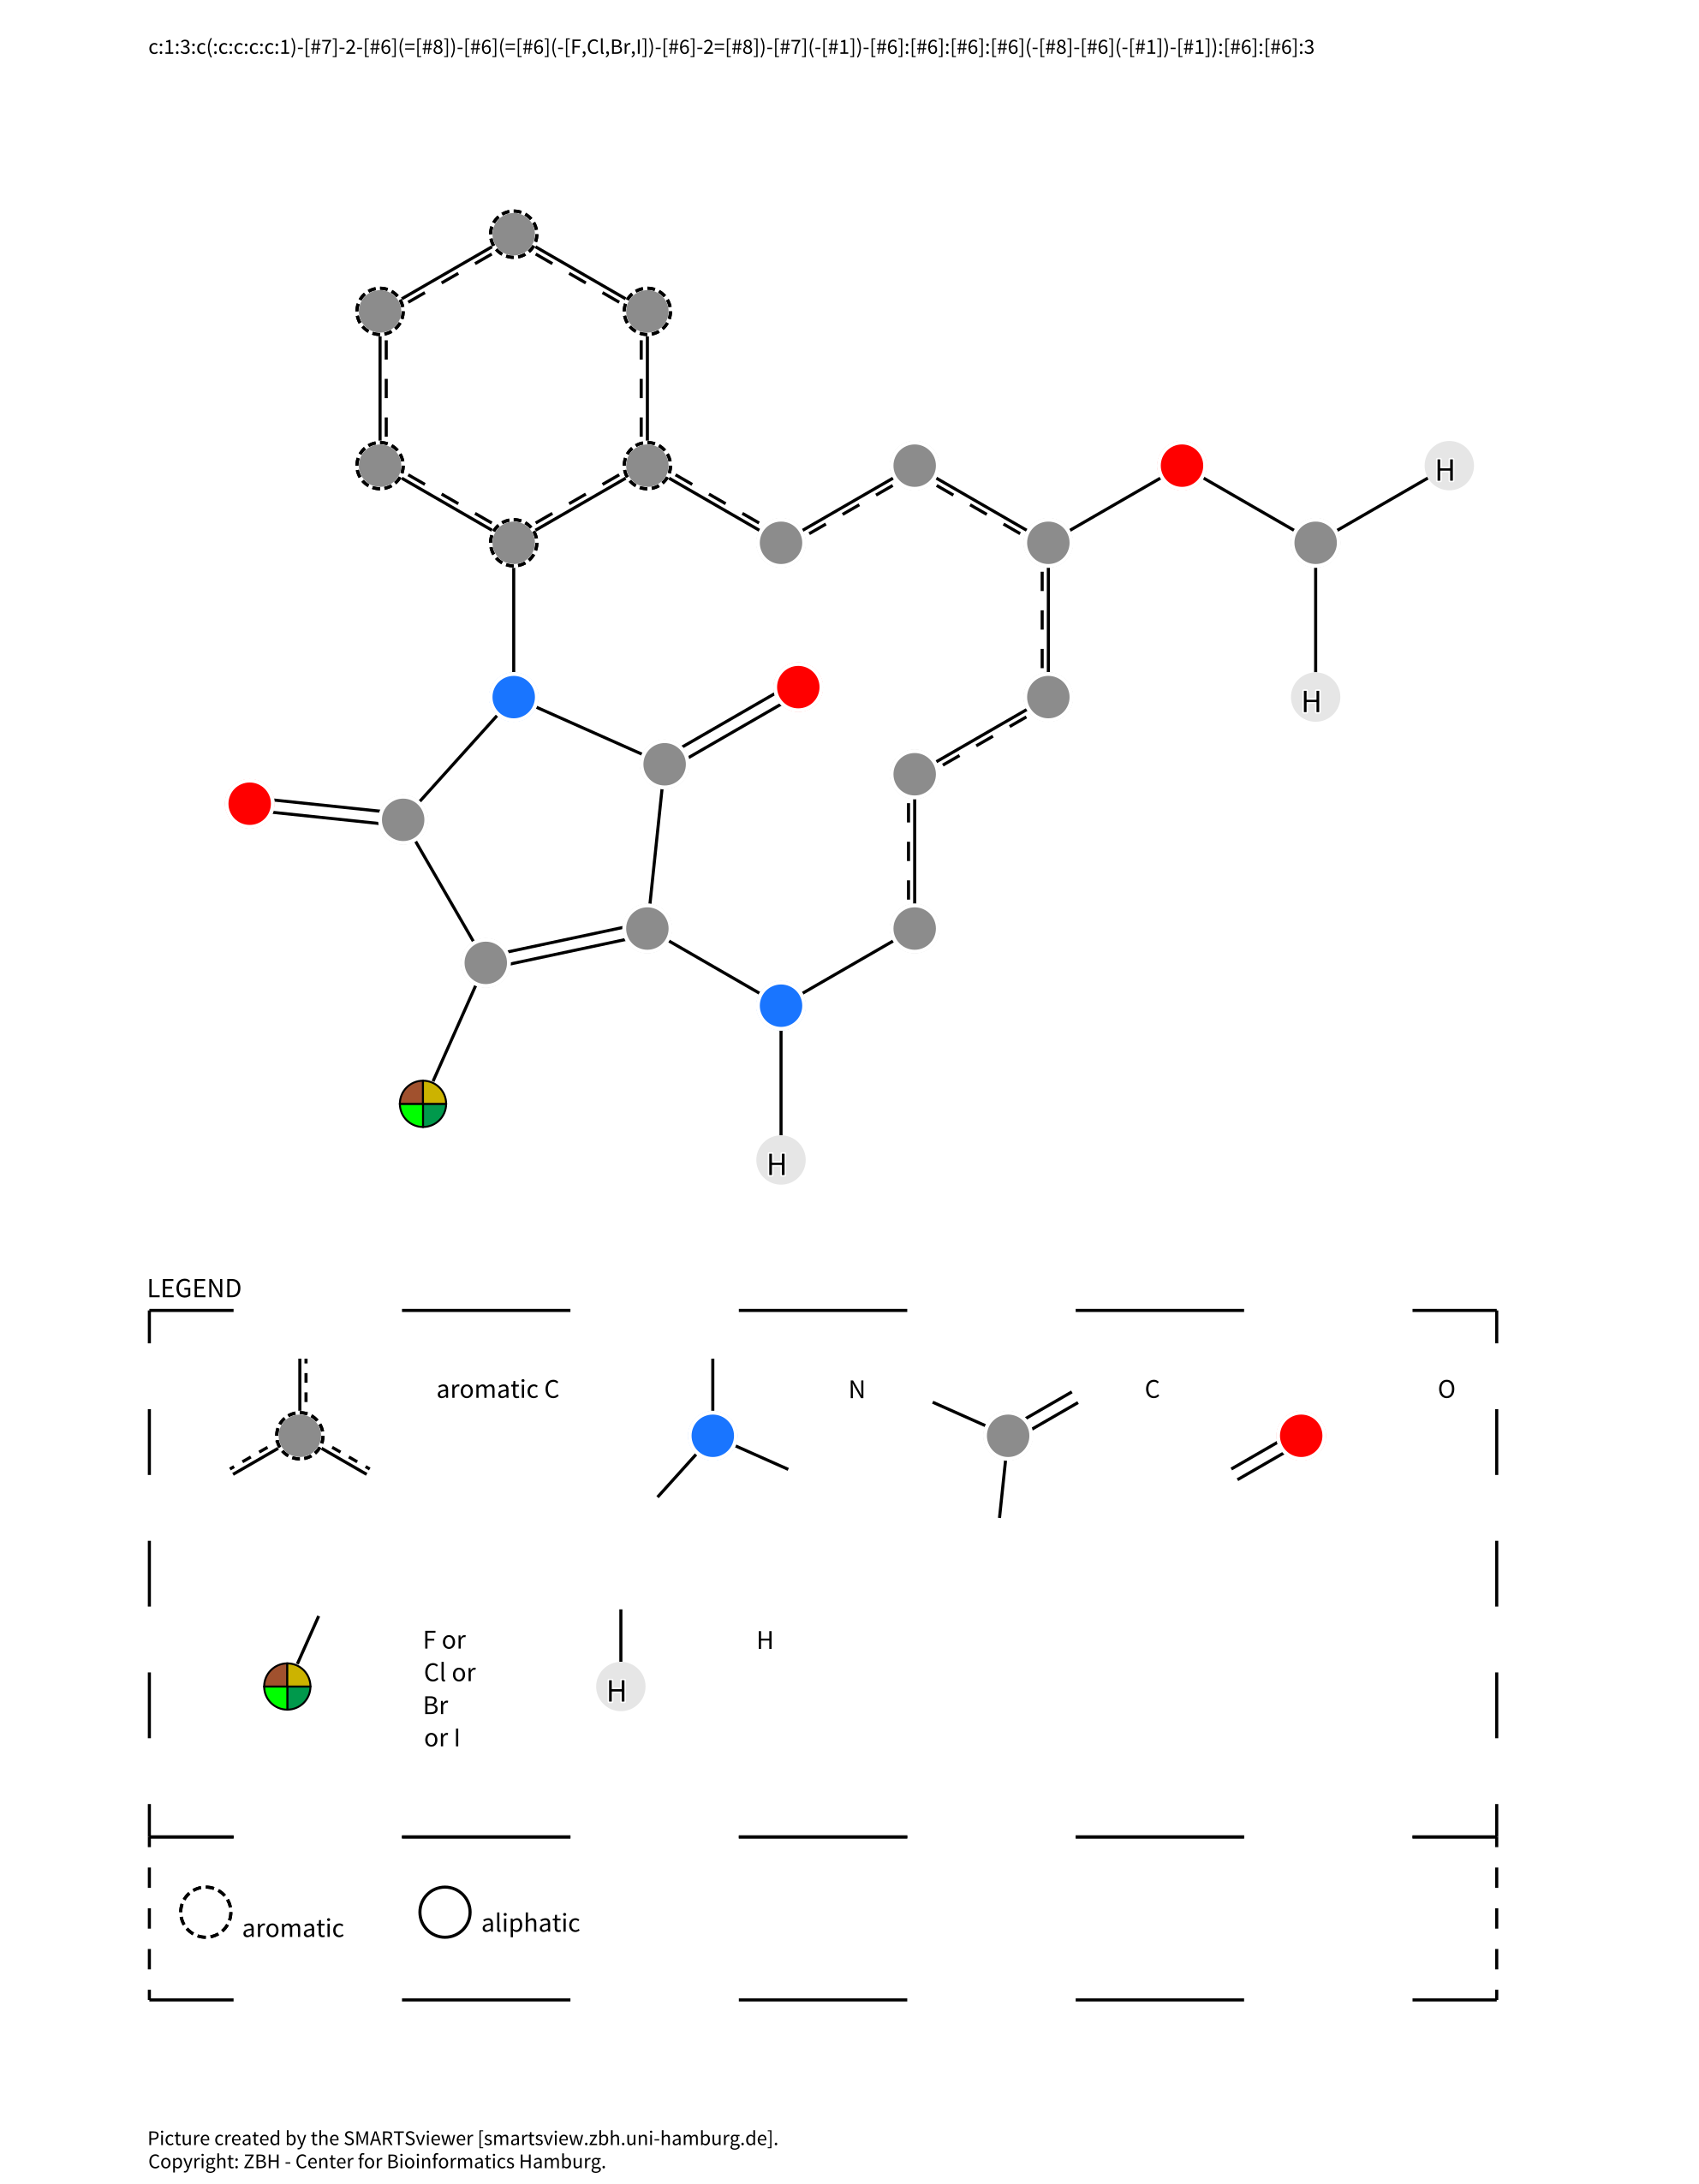 c:1:3:c(:c:c:c:c:1)-[#7]-2-[#6](=[#8])-[#6](=[#6](-[F,Cl,Br,I])-[#6]-2=[#8])-[#7](-[#1])-[#6]:[#6]:[#6]:[#6](-[#8]-[#6](-[#1])-[#1]):[#6]:[#6]:3
H
H
H
LEGEND
aromatic C
N
C
O
F or
Cl or
Br
or I
H
H
aromatic
aliphatic
Picture created by the SMARTSviewer [smartsview.zbh.uni-hamburg.de].
Copyright: ZBH - Center for Bioinformatics Hamburg.